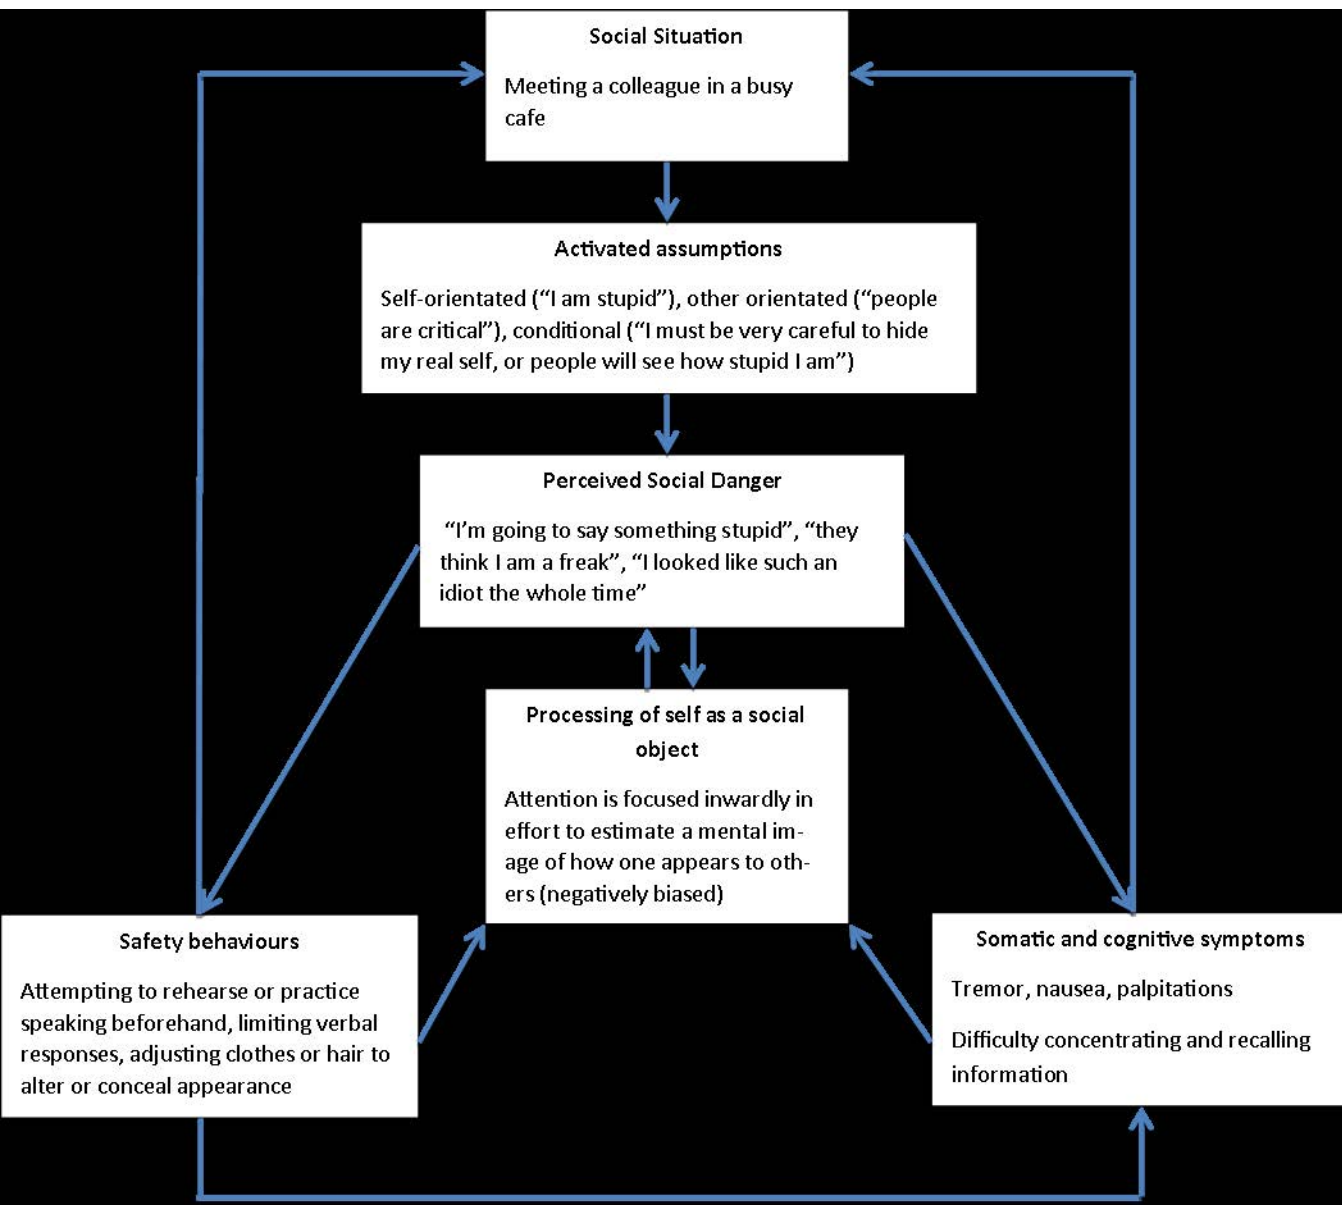 Social Situation
Meeting a colleague in a busy
cafe
Activated assumptions
Self-orientated (“I am stupid”), other orientated (“people
are critical”), conditional (“I must be very careful to hide
my real self, or people will see how stupid I am”)
Perceived Social Danger
“I’m going to say something stupid”, “they
think I am a freak”, “I looked like such an
idiot the whole time”
Processing of self as a social
object
Attention is focused inwardly in
effort to estimate a mental im-
age of how one appears to oth-
ers (negatively biased)
Safety behaviours
Attempting to rehearse or practice
speaking beforehand, limiting verbal
responses, adjusting clothes or hair to
alter or conceal appearance
Somatic and cognitive symptoms
Tremor, nausea, palpitations
Difficulty concentrating and recalling
information